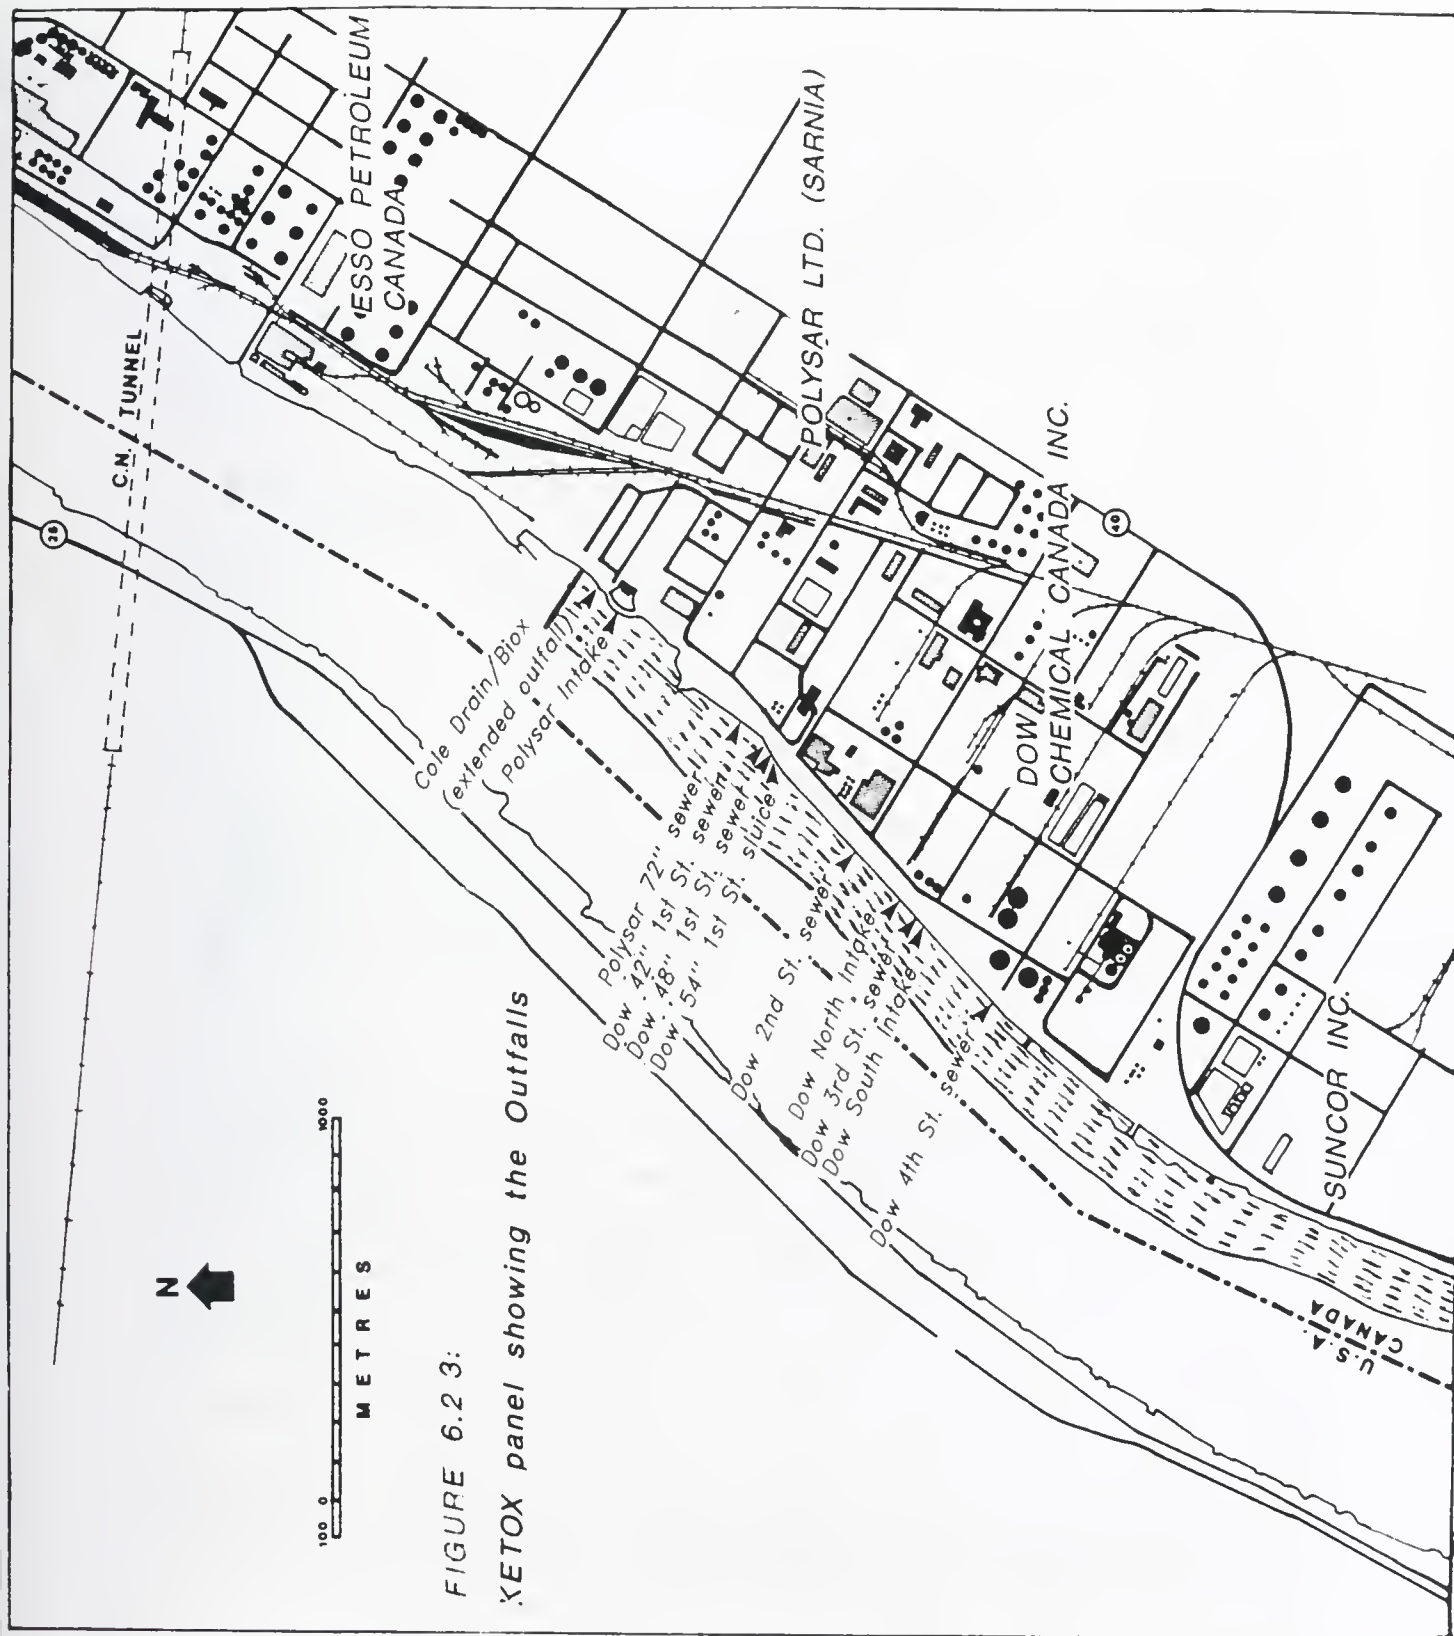 ESSO PETROLEUM
CANADA
C.N. TUNNEL
25
POLYSAR LTD. (SARNIA)
Cole Drain/Biox
(extended outfall)
Polysar Intake
DOW
CHEMICAL CANADA INC.
40
Polysar 72" sewer
Dow 42" 1st St. sewer
Dow 48" 1st St. sewer
Dow 54" 1st St. sluice
Dow 2nd St. sewer
Dow North Intake
Dow 3rd St. sewer
Dow South Intake
Dow 4th St. sewer
SUNCOR INC.
U.S.A.
CANADA
N
100 0 1000
METRES
FIGURE 6.2 3:
KETOX panel showing the Outfalls